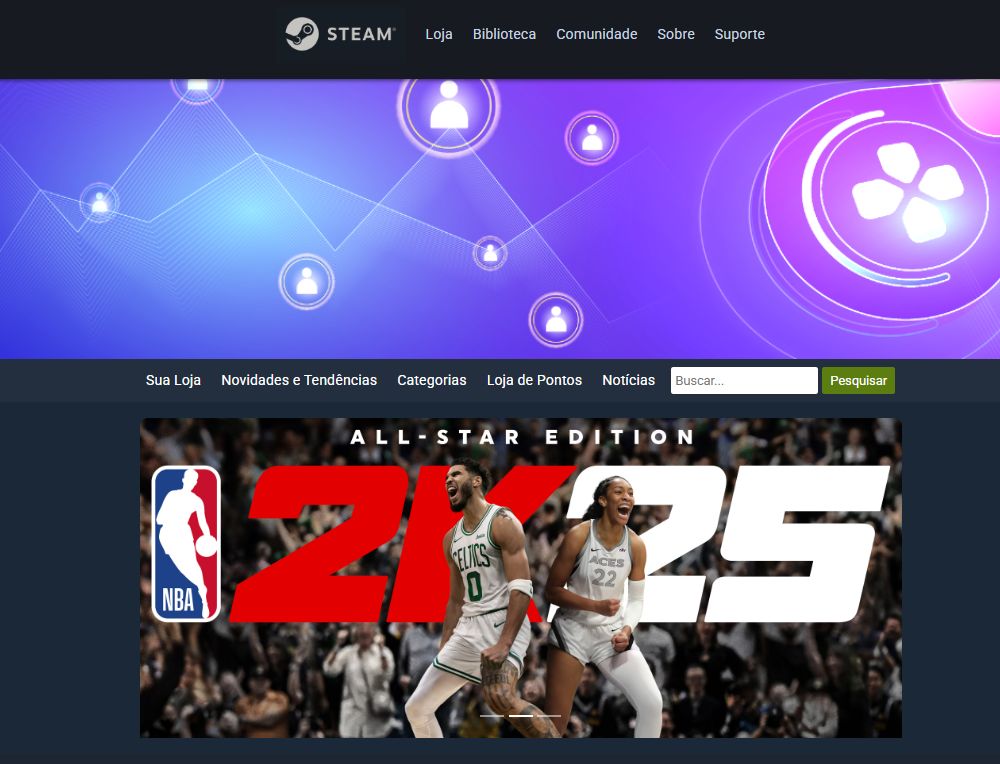 STEAM® Loja Biblioteca Comunidade Sobre Suporte
Sua Loja Novidades e Tendências Categorias Loja de Pontos Notícias Buscar... Pesquisar
ALL-STAR EDITION
NBA 2K25
CELTICS
0
ACES
22